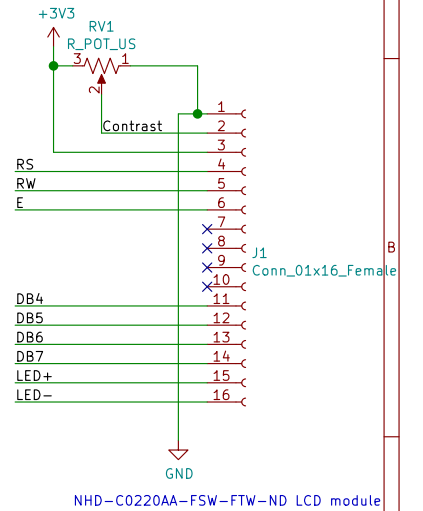 +3V3
RV1
R_POT_US
3
1
2
1
Contrast
2
3
RS
4
RW
5
E
6
7
8
J1
9
Conn_01x16_Female
10
B
DB4
11
DB5
12
DB6
13
DB7
14
LED+
15
LED-
16
GND
NHD-C0220AA-FSW-FTW-ND LCD module